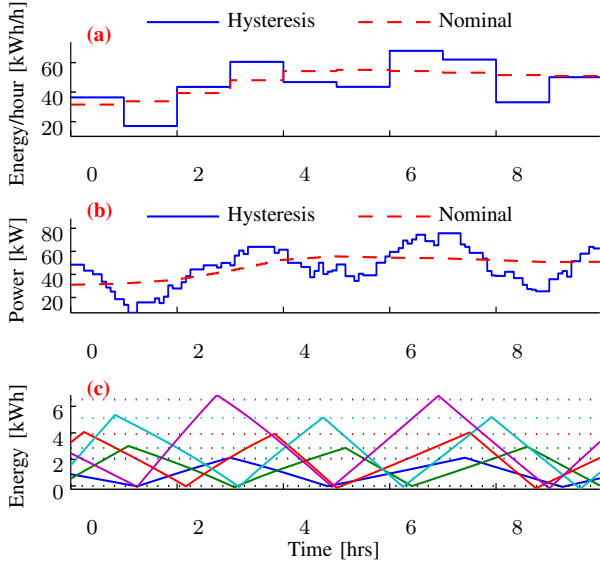 (a) Hysteresis Nominal
Energy/hour [kWh/h]
60
40
20
0 2 4 6 8
(b) Hysteresis Nominal
Power [kW]
80
60
40
20
0 2 4 6 8
(c)
Energy [kWh]
6
4
2
0
0 2 4 6 8
Time [hrs]